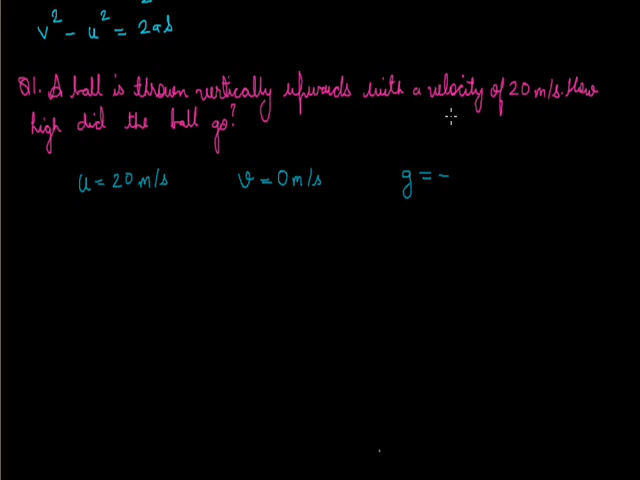 v² - u² = 2as
Q1. A ball is thrown vertically upwards with a velocity of 20 m/s. How
high did the ball go?
u = 20 m/s v = 0 m/s g = -